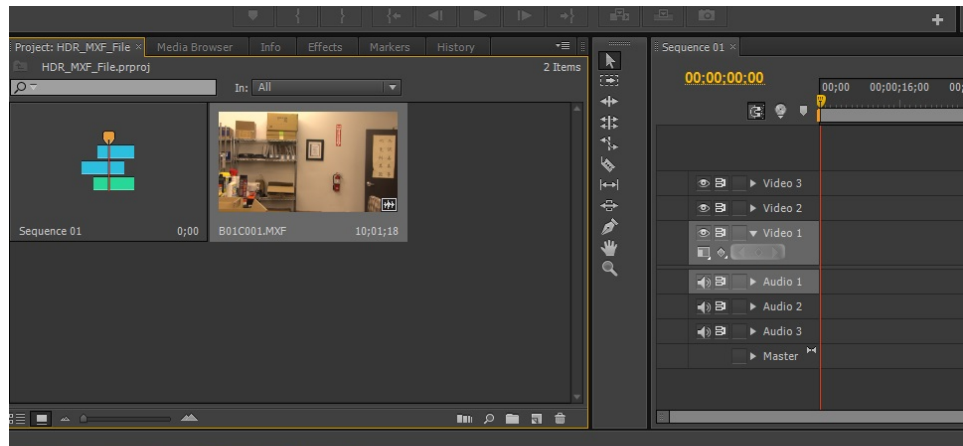 Project: HDR_MXF_File ×
Media Browser
Info
Effects
Markers
History
HDR_MXF_File.prproj
2 Items
In: All
Sequence 01
0;00
B01C001.MXF
10;01;18
Sequence 01 ×
00;00;00;00
00;00
00;00;16;00
00;
Video 3
Video 2
Video 1
Audio 1
Audio 2
Audio 3
Master